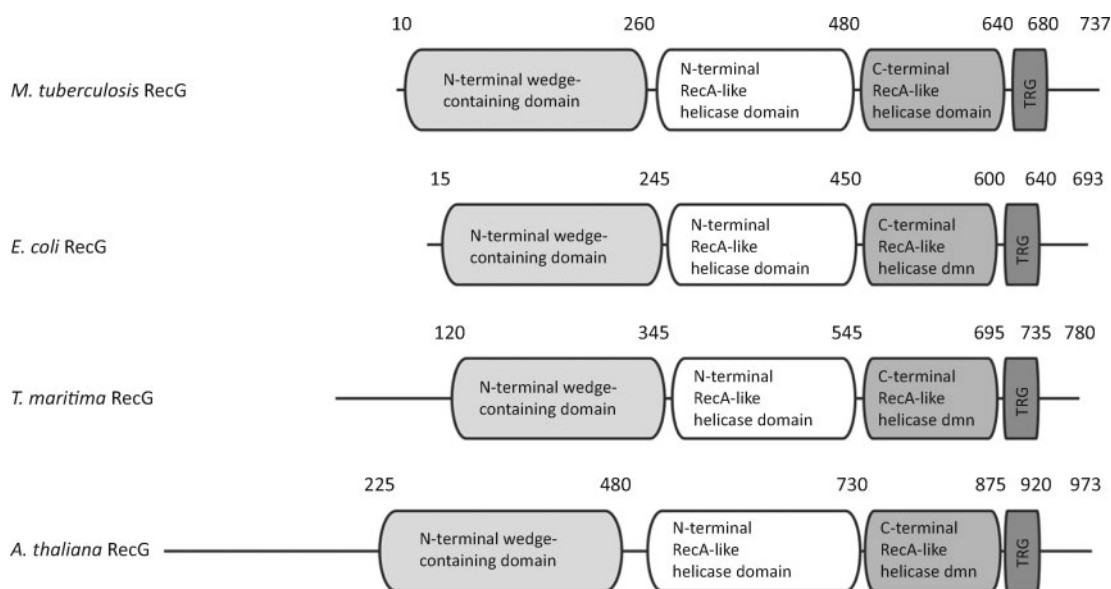 10 260 480 640 680 737
M. tuberculosis RecG
N-terminal wedge-
containing domain
N-terminal
RecA-like
helicase domain
C-terminal
RecA-like
helicase domain
TRG
15 245 450 600 640 693
E. coli RecG
N-terminal wedge-
containing domain
N-terminal
RecA-like
helicase domain
C-terminal
RecA-like
helicase dmn
TRG
120 345 545 695 735 780
T. maritima RecG
N-terminal wedge-
containing domain
N-terminal
RecA-like
helicase domain
C-terminal
RecA-like
helicase dmn
TRG
225 480 730 875 920 973
A. thaliana RecG
N-terminal wedge-
containing domain
N-terminal
RecA-like
helicase domain
C-terminal
RecA-like
helicase dmn
TRG